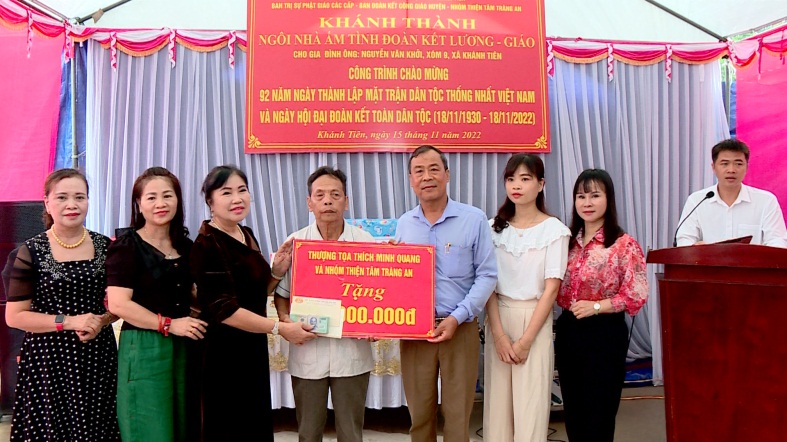 BAN TRỊ SỰ PHẬT GIÁO CÁC CẤP - BAN ĐOÀN KẾT CÔNG GIÁO HUYỆN - NHÓM THIỆN TÂM TRÀNG AN
KHÁNH THÀNH
NGÔI NHÀ ẤM TÌNH ĐOÀN KẾT LƯƠNG - GIÁO
CHO GIA ĐÌNH ÔNG: NGUYỄN VĂN KHỞI, XÓM 9, XÃ KHÁNH TIÊN
CÔNG TRÌNH CHÀO MỪNG
92 NĂM NGÀY THÀNH LẬP MẶT TRẬN DÂN TỘC THỐNG NHẤT VIỆT NAM
VÀ NGÀY HỘI ĐẠI ĐOÀN KẾT TOÀN DÂN TỘC (18/11/1930 - 18/11/2022)
Khánh Tiên, ngày 15 tháng 11 năm 2022
THƯỢNG TỌA THÍCH MINH QUANG
VÀ NHÓM THIỆN TÂM TRÀNG AN
Tặng
000.000đ